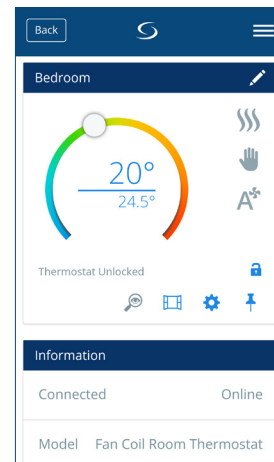 Back
Bedroom
20°
24.5°
A
Thermostat Unlocked
Information
Connected Online
Model Fan Coil Room Thermostat